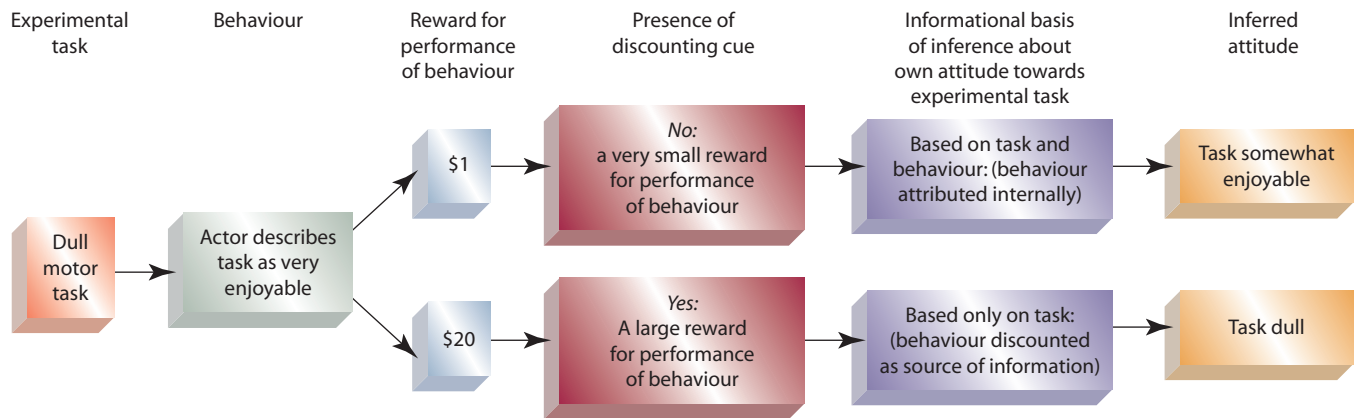 Experimental
task
Behaviour
Reward for
performance
of behaviour
Presence of
discounting cue
Informational basis
of inference about
own attitude towards
experimental task
Inferred
attitude
Dull
motor
task
Actor describes
task as very
enjoyable
$1
No:
a very small reward
for performance
of behaviour
Based on task and
behaviour: (behaviour
attributed internally)
Task somewhat
enjoyable
$20
Yes:
A large reward
for performance
of behaviour
Based only on task:
(behaviour discounted
as source of information)
Task dull